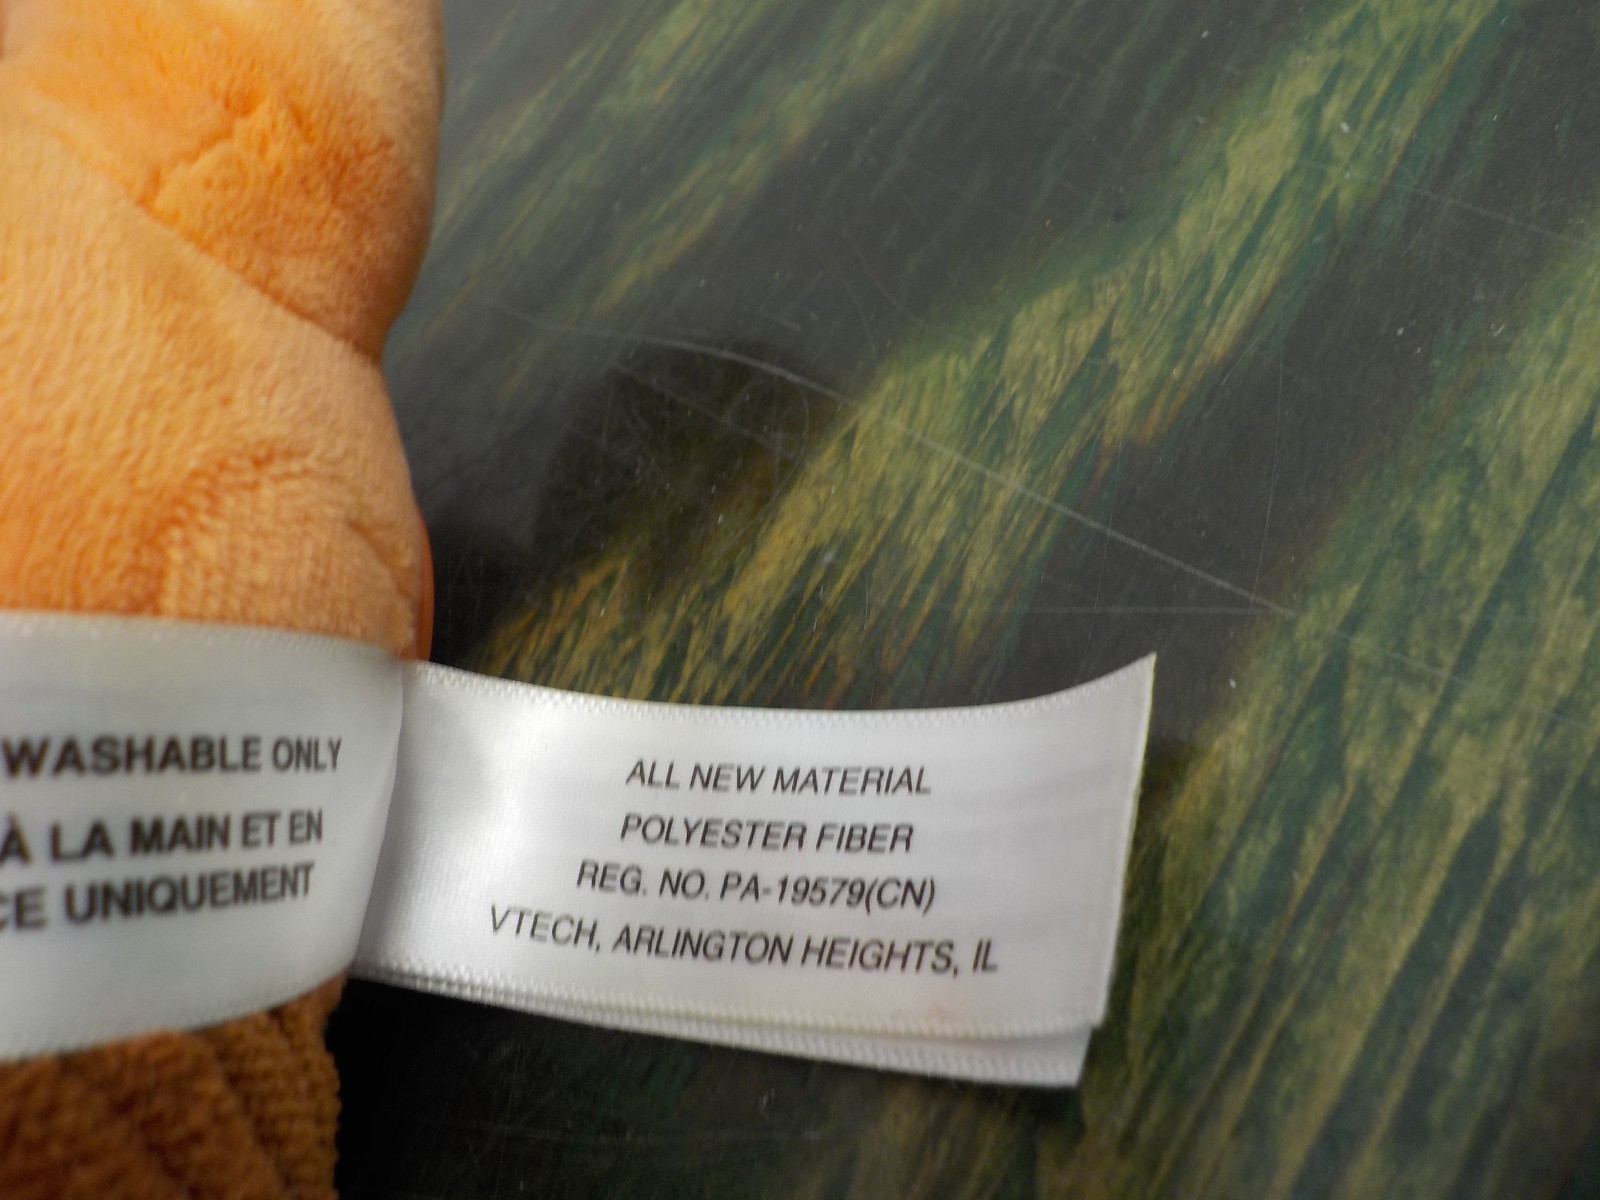 WASHABLE ONLY
À LA MAIN ET EN
CE UNIQUEMENT
ALL NEW MATERIAL
POLYESTER FIBER
REG. NO. PA-19579(CN)
VTECH, ARLINGTON HEIGHTS, IL